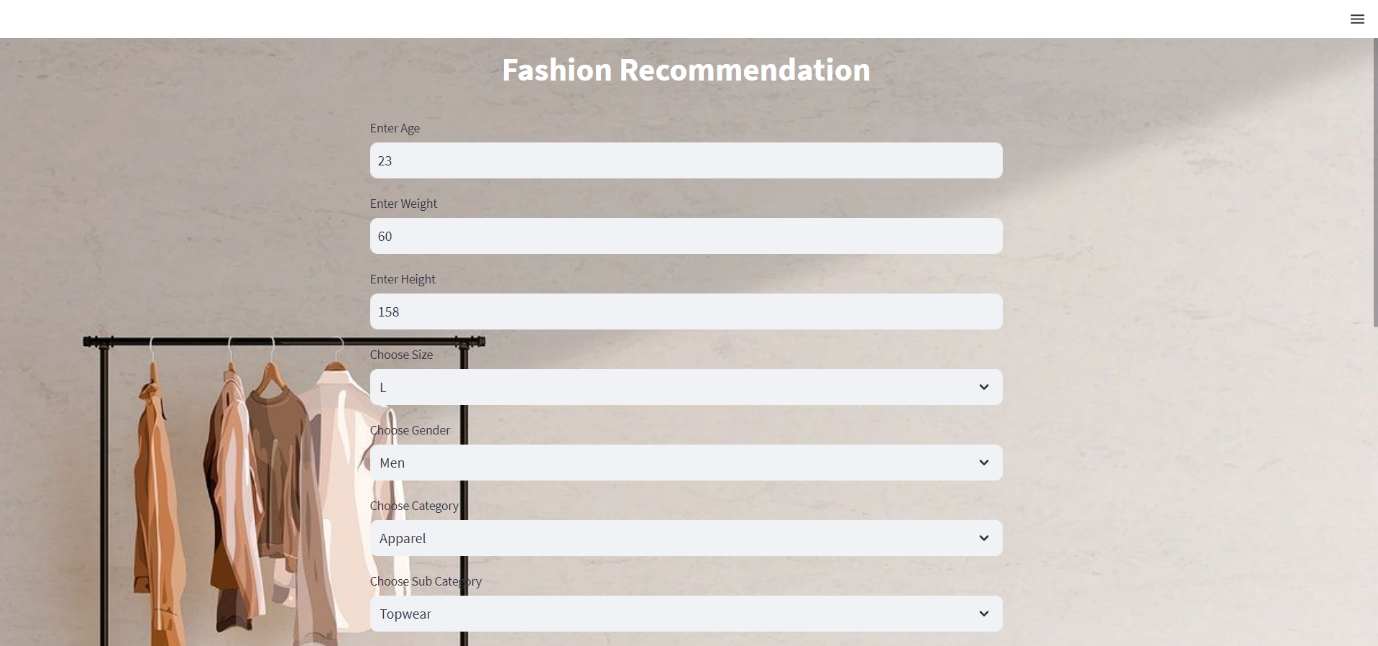 Fashion Recommendation
Enter Age
23
Enter Weight
60
Enter Height
158
Choose Size
L
Choose Gender
Men
Choose Category
Apparel
Choose Sub Category
Topwear